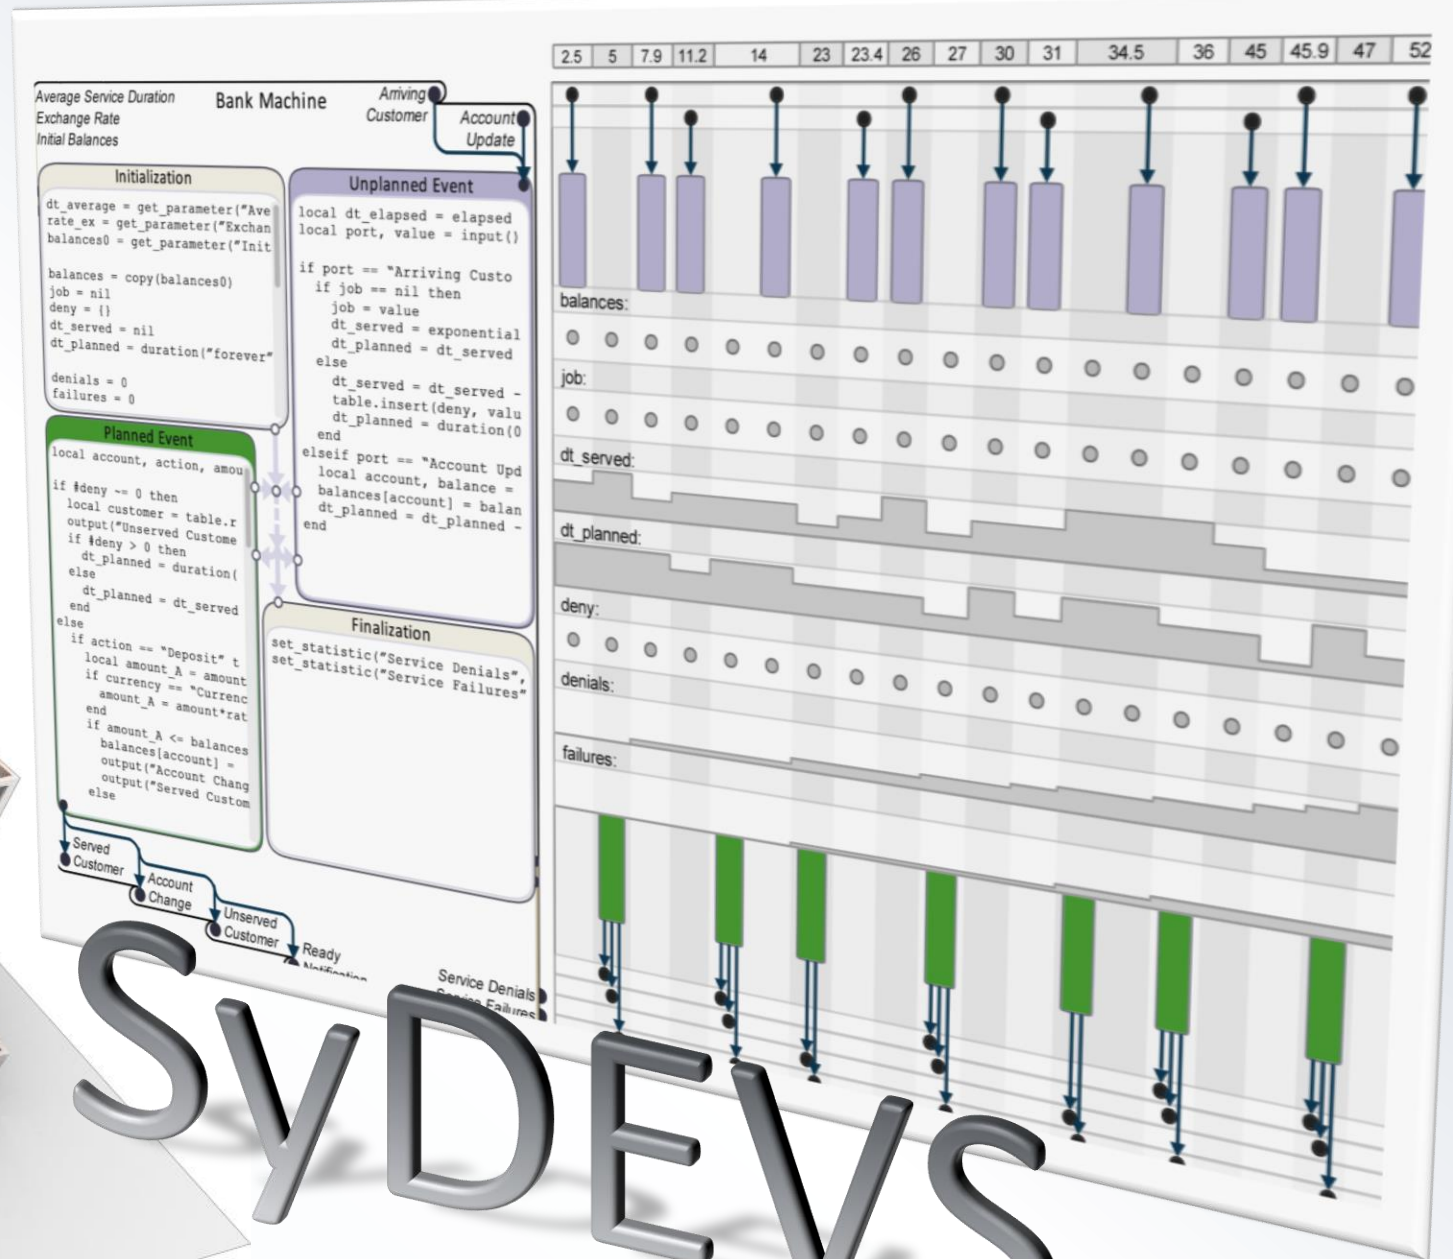 2.5 5 7.9 11.2 14 23 23.4 26 27 30 31 34.5 36 45 45.9 47 52
Average Service Duration
Exchange Rate
Initial Balances
Bank Machine
Arriving
Customer
Account
Update
Initialization
dt_average = get_parameter("Ave
rate_ex = get_parameter("Exchan
balances0 = get_parameter("Init
balances = copy(balances0)
job = nil
deny = {}
dt_served = nil
dt_planned = duration("forever"
denials = 0
failures = 0
Unplanned Event
local dt_elapsed = elapsed
local port, value = input()
if port == "Arriving Custo
if job == nil then
job = value
dt_served = exponential
dt_planned = dt_served
else
dt_served = dt_served -
table.insert(deny, valu
dt_planned = duration(0
end
elseif port == "Account Upd
local account, balance =
balances[account] = balan
dt_planned = dt_planned -
end
Planned Event
local account, action, amou
if #deny ~= 0 then
local customer = table.r
output("Unserved Custome
if #deny > 0 then
dt_planned = duration(
else
dt_planned = dt_served
end
else
if action == "Deposit" t
local amount_A = amount
if currency == "Currenc
amount_A = amount*rat
end
if amount_A <= balances
balances[account] =
output("Account Chang
output("Served Custom
else
Finalization
set_statistic("Service Denials",
set_statistic("Service Failures"
Served
Customer
Account
Change
Unserved
Customer
Ready
Notification
Service Denials
Service Failures
balances:
job:
dt_served:
dt_planned:
deny:
denials:
failures:
SyDEVS